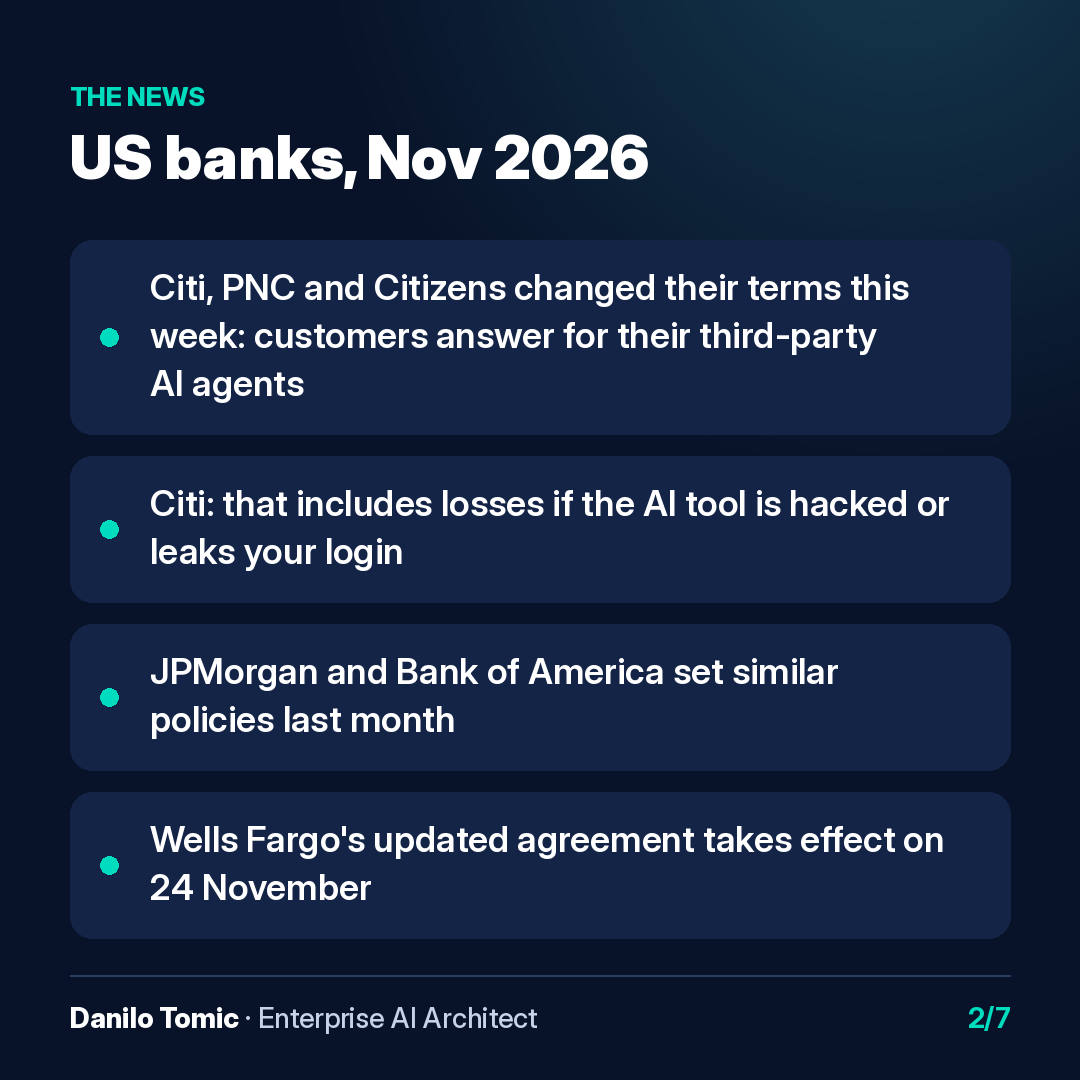 THE NEWS
US banks, Nov 2026
Citi, PNC and Citizens changed their terms this
week: customers answer for their third-party
AI agents
Citi: that includes losses if the AI tool is hacked or
leaks your login
JPMorgan and Bank of America set similar
policies last month
Wells Fargo's updated agreement takes effect on
24 November
Danilo Tomic · Enterprise AI Architect
2/7